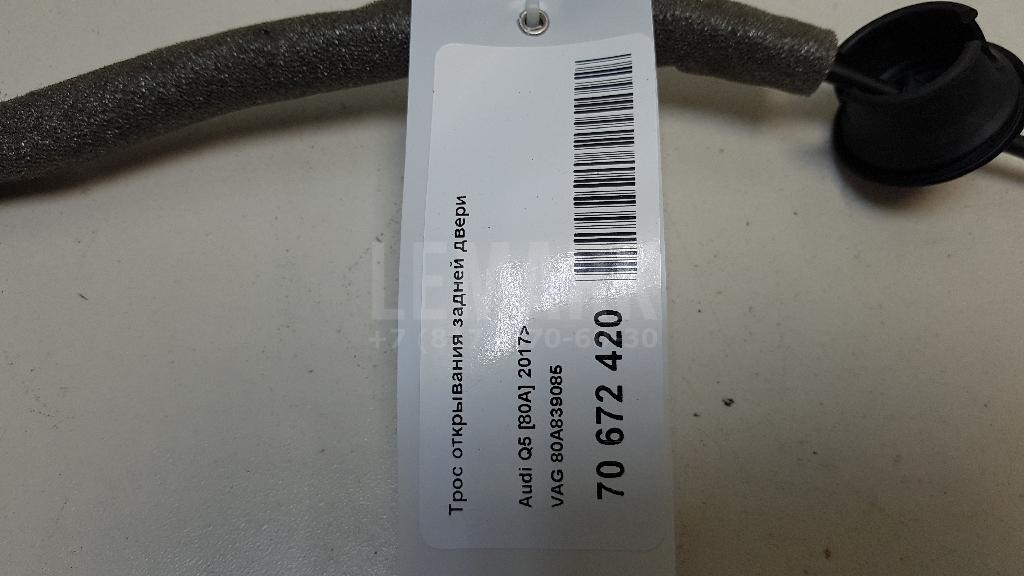 Трос открывания задней двери
Audi Q5 [80A] 2017>
VAG 80A839085
70 672 420